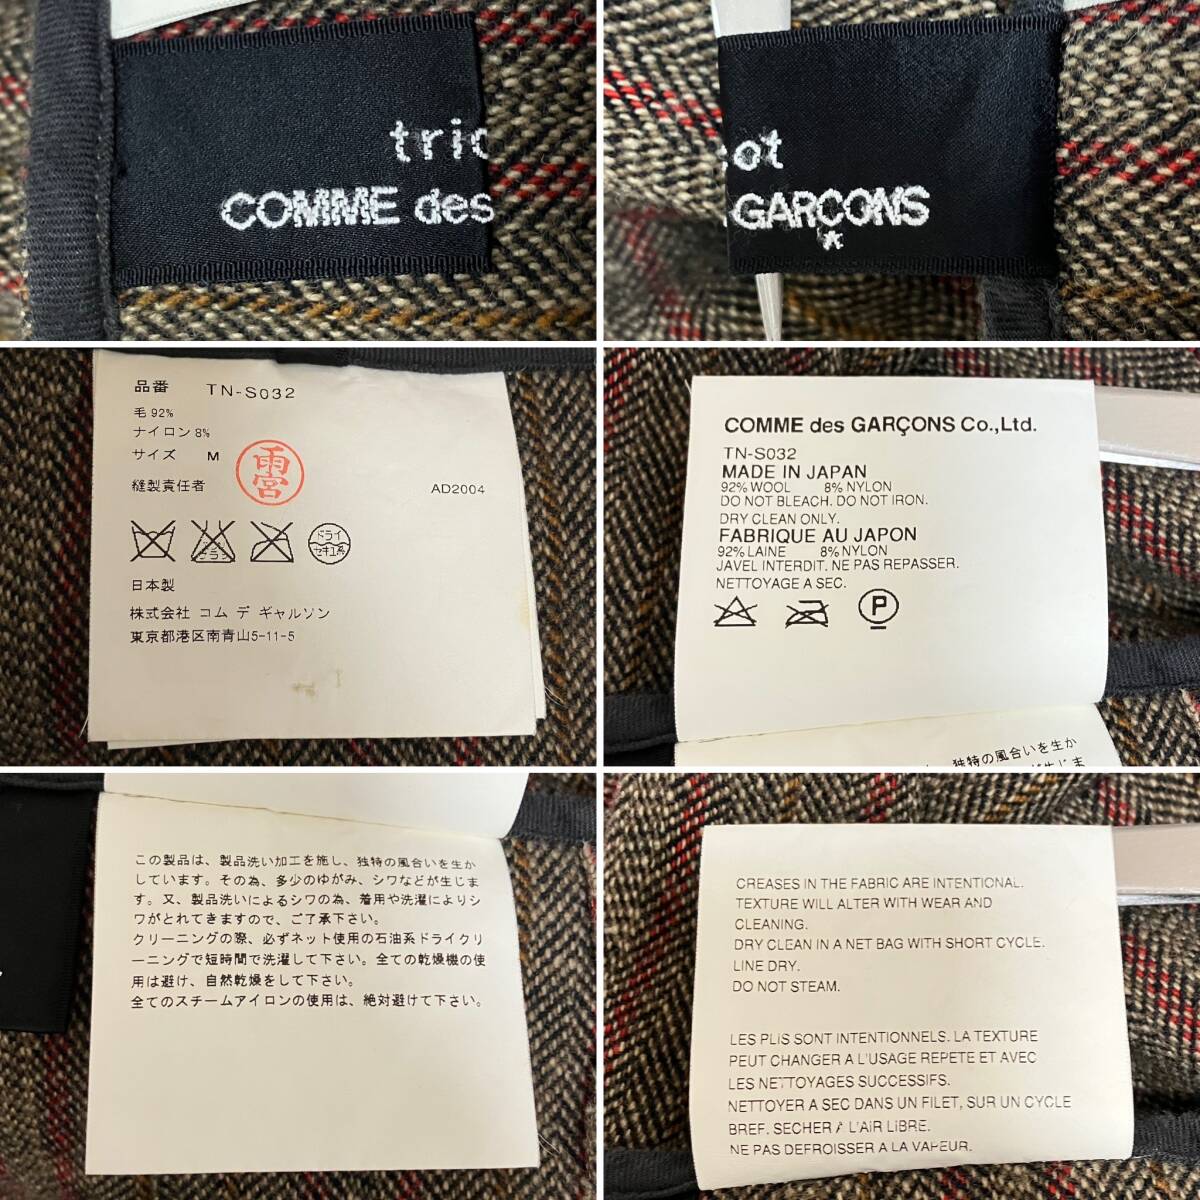 tric
COMME des
cot
GARÇONS
*
品番 TN-S032
毛 92%
ナイロン 8%
サイズ M
縫製責任者
雨宮
AD2004
ドライ
セキユ系
日本製
株式会社 コム デ ギャルソン
東京都港区南青山5-11-5
COMME des GARÇONS Co.,Ltd.
TN-S032
MADE IN JAPAN
92% WOOL 8% NYLON
DO NOT BLEACH. DO NOT IRON.
DRY CLEAN ONLY.
FABRIQUE AU JAPON
92% LAINE 8% NYLON
JAVEL INTERDIT. NE PAS REPASSER.
NETTOYAGE A SEC.
P
独特の風合いを生か
が生じま
この製品は、製品洗い加工を施し、独特の風合いを生か
しています。その為、多少のゆがみ、シワなどが生じま
す。又、製品洗いによるシワの為、着用や洗濯によりシ
ワがとれてきますので、ご了承下さい。
クリーニングの際、必ずネット使用の石油系ドライクリ
ーニングで短時間で洗濯して下さい。全ての乾燥機の使
用は避け、自然乾燥をして下さい。
全てのスチームアイロンの使用は、絶対避けて下さい。
CREASES IN THE FABRIC ARE INTENTIONAL.
TEXTURE WILL ALTER WITH WEAR AND
CLEANING.
DRY CLEAN IN A NET BAG WITH SHORT CYCLE.
LINE DRY.
DO NOT STEAM.
LES PLIS SONT INTENTIONNELS. LA TEXTURE
PEUT CHANGER A L'USAGE REPETE ET AVEC
LES NETTOYAGES SUCCESSIFS.
NETTOYER A SEC DANS UN FILET, SUR UN CYCLE
BREF. SECHER A L'AIR LIBRE.
NE PAS DEFROISSER A LA VAPEUR.